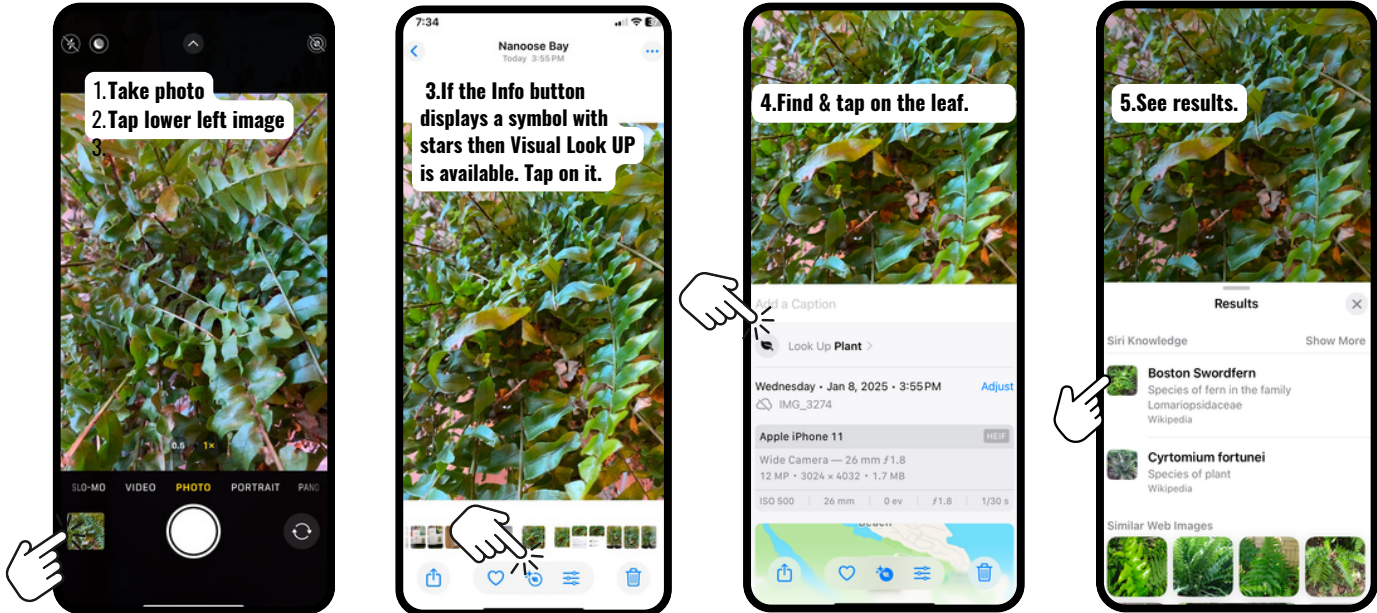 1.Take photo
2.Tap lower left image
3.
0.5 1×
SLO-MO VIDEO PHOTO PORTRAIT PANO
7:34
Nanoose Bay
Today 3:55 PM
3.If the Info button
displays a symbol with
stars then Visual Look UP
is available. Tap on it.
4.Find & tap on the leaf.
Add a Caption
Look Up Plant >
Wednesday • Jan 8, 2025 • 3:55 PM Adjust
IMG_3274
Apple iPhone 11 HEIF
Wide Camera — 26 mm ƒ1.8
12 MP • 3024 × 4032 • 1.7 MB
ISO 500 26 mm 0 ev ƒ1.8 1/30 s
Beach
5.See results.
Results
Siri Knowledge Show More
Boston Swordfern
Species of fern in the family
Lomariopsidaceae
Wikipedia
Cyrtomium fortunei
Species of plant
Wikipedia
Similar Web Images